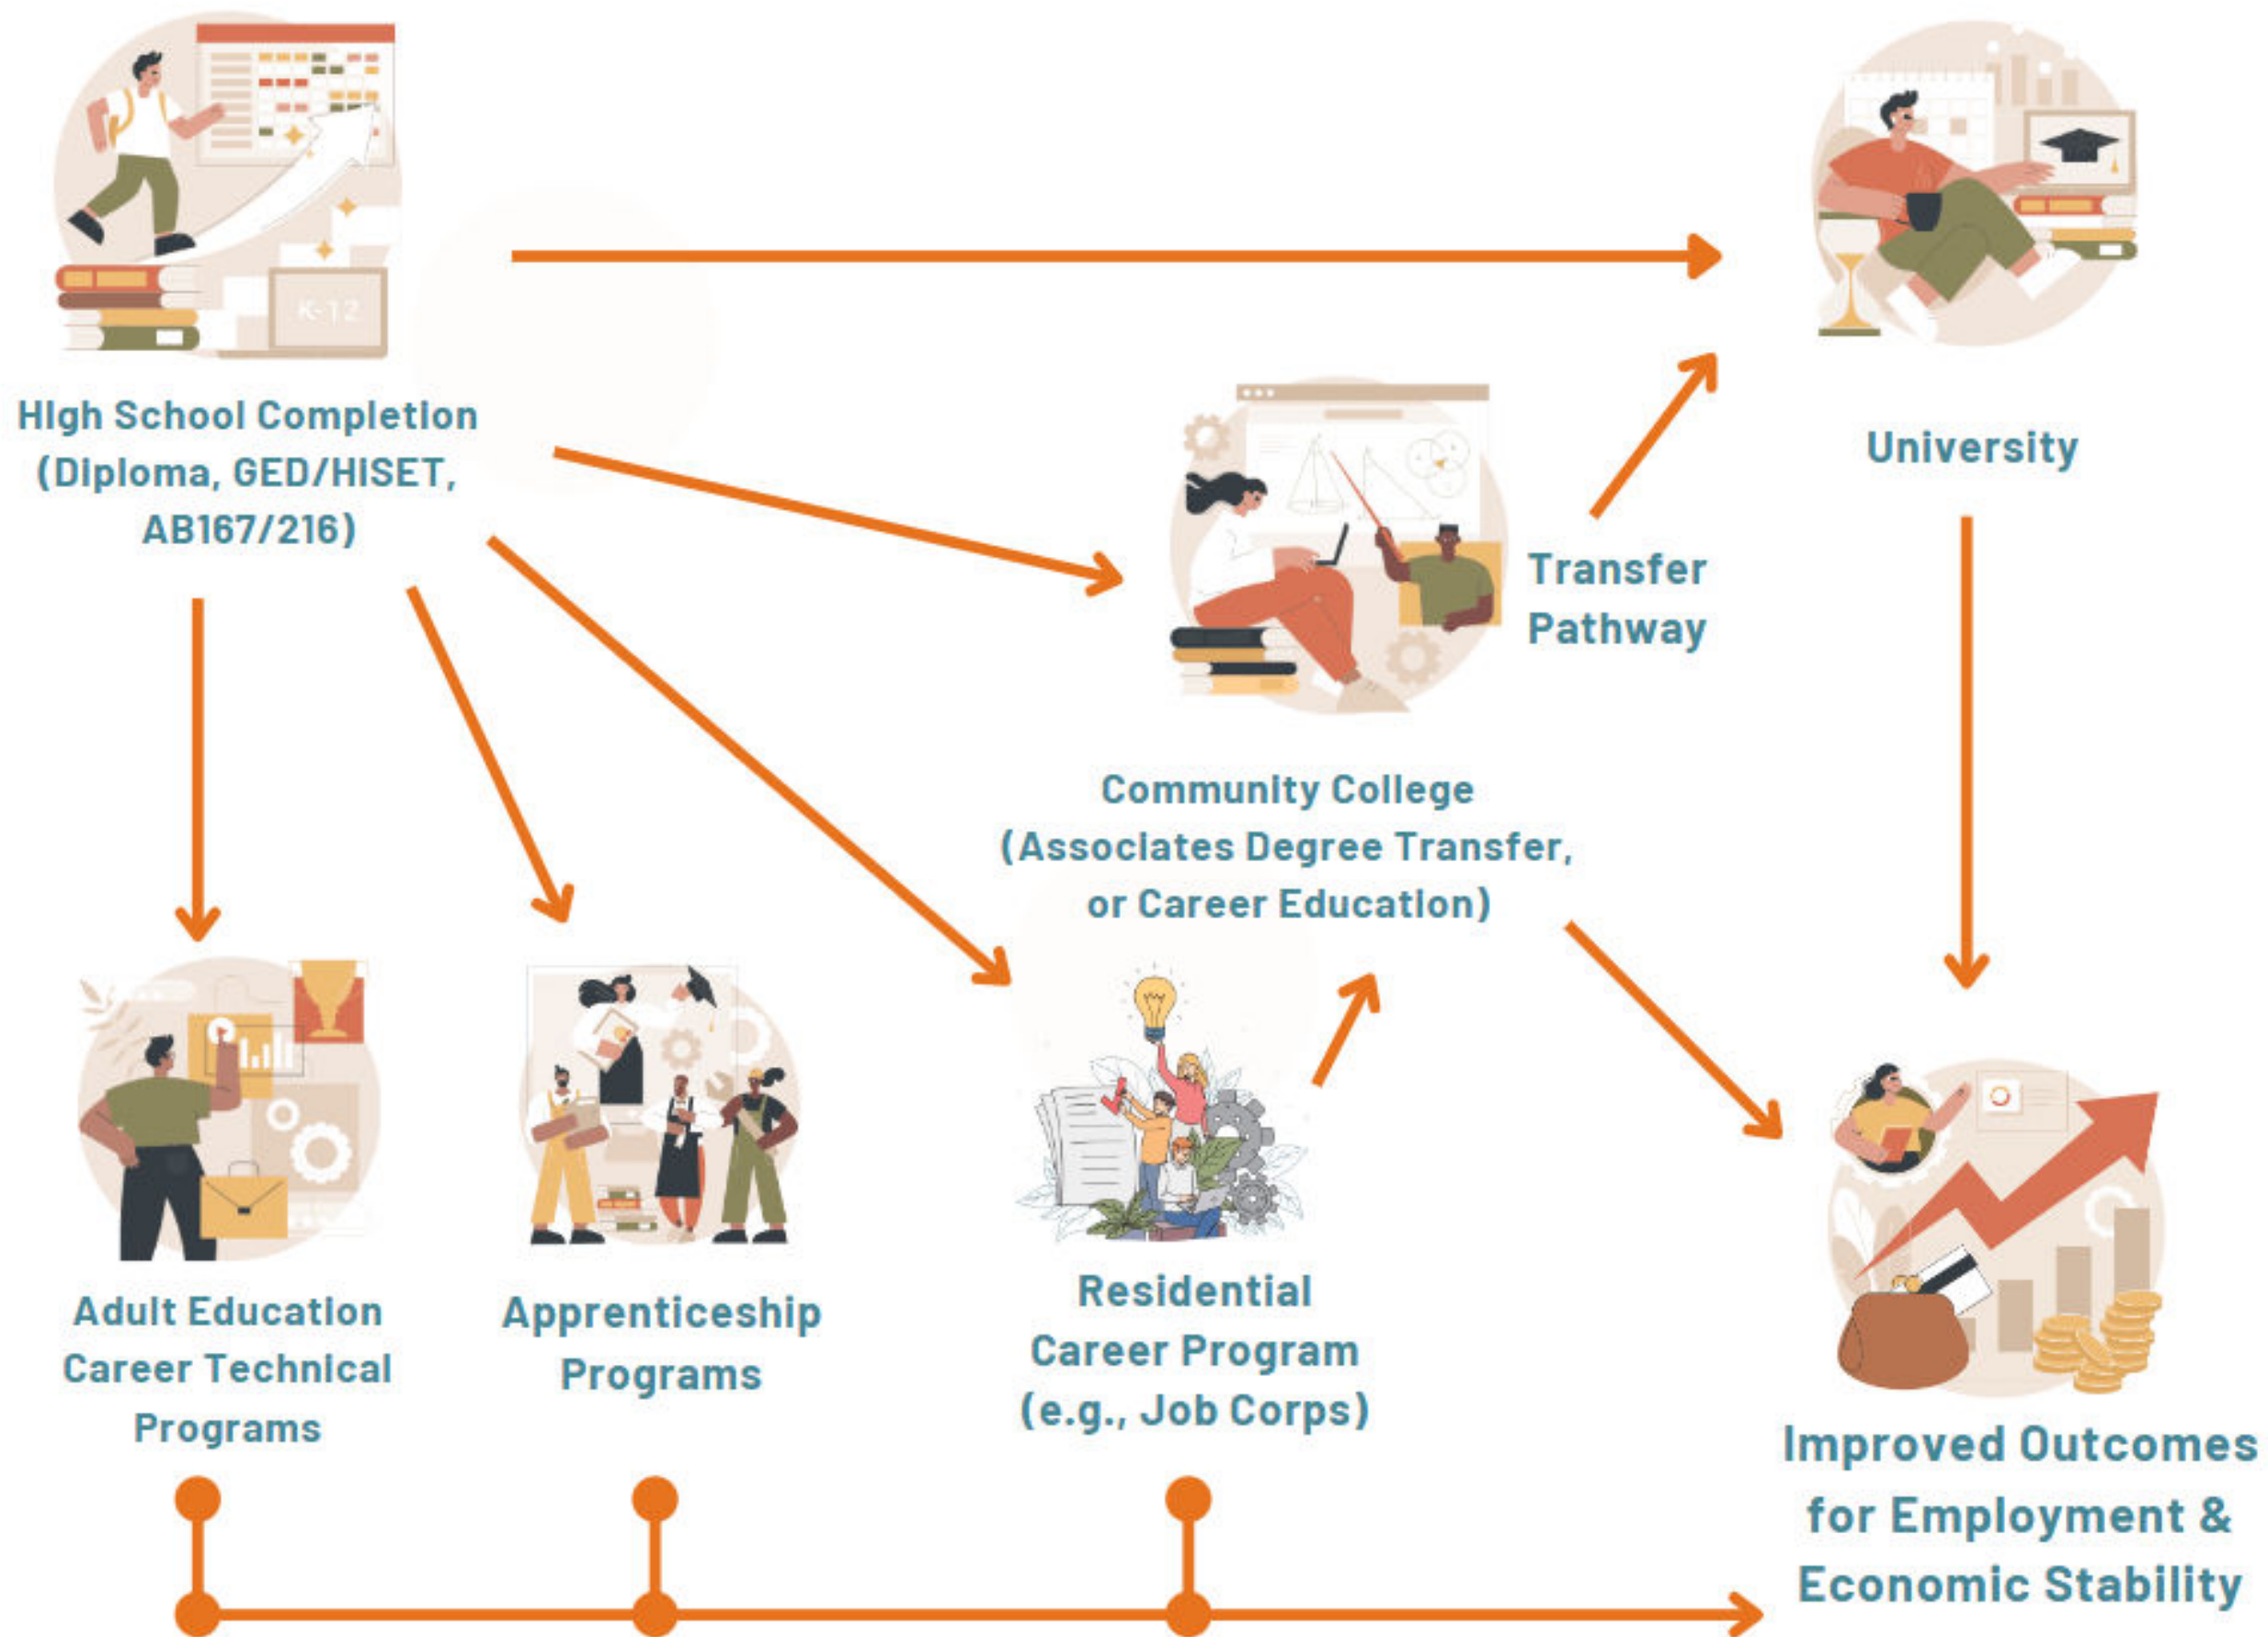 K-12
High School Completion
(Diploma, GED/HiSET,
AB167/216)
University
Transfer
Pathway
Community College
(Associates Degree Transfer,
or Career Education)
Adult Education
Career Technical
Programs
Apprenticeship
Programs
Residential
Career Program
(e.g., Job Corps)
Improved Outcomes
for Employment &
Economic Stability